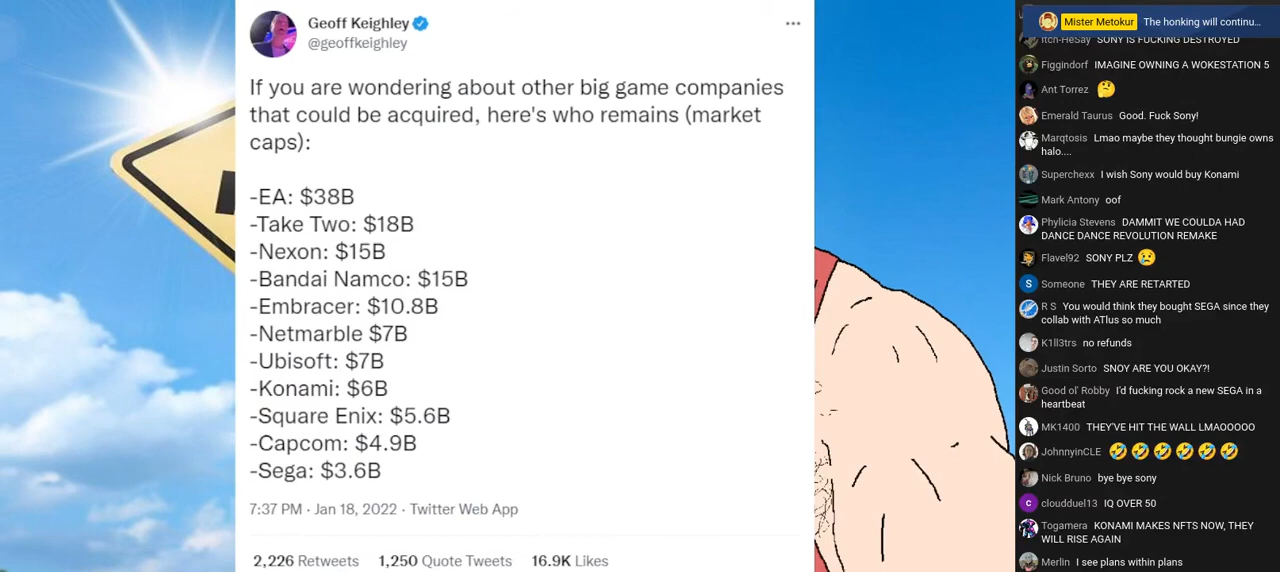 Geoff Keighley
@geoffkeighley
If you are wondering about other big game companies
that could be acquired, here's who remains (market
caps):
-EA: $38B
-Take Two: $18B
-Nexon: $15B
-Bandai Namco: $15B
-Embracer: $10.8B
-Netmarble $7B
-Ubisoft: $7B
-Konami: $6B
-Square Enix: $5.6B
-Capcom: $4.9B
-Sega: $3.6B
7:37 PM · Jan 18, 2022 · Twitter Web App
2,226 Retweets 1,250 Quote Tweets 16.9K Likes
Mister Metokur The honking will continu...
Itch-HeSay SONY IS FUCKING DESTROYED
Figgindorf IMAGINE OWNING A WOKESTATION 5
Ant Torrez 🤔
Emerald Taurus Good. Fuck Sony!
Marqtosis Lmao maybe they thought bungie owns
halo....
Superchexx I wish Sony would buy Konami
Mark Antony oof
Phylicia Stevens DAMMIT WE COULDA HAD
DANCE DANCE REVOLUTION REMAKE
Flavel92 SONY PLZ 😢
S Someone THEY ARE RETARTED
R S You would think they bought SEGA since they
collab with ATlus so much
K1ll3trs no refunds
Justin Sorto SNOY ARE YOU OKAY?!
Good ol' Robby I'd fucking rock a new SEGA in a
heartbeat
MK1400 THEY'VE HIT THE WALL LMAOOOOO
JohnnyinCLE 🤣🤣🤣🤣🤣🤣
Nick Bruno bye bye sony
c cloudduel13 IQ OVER 50
Togamera KONAMI MAKES NFTS NOW, THEY
WILL RISE AGAIN
Merlin I see plans within plans